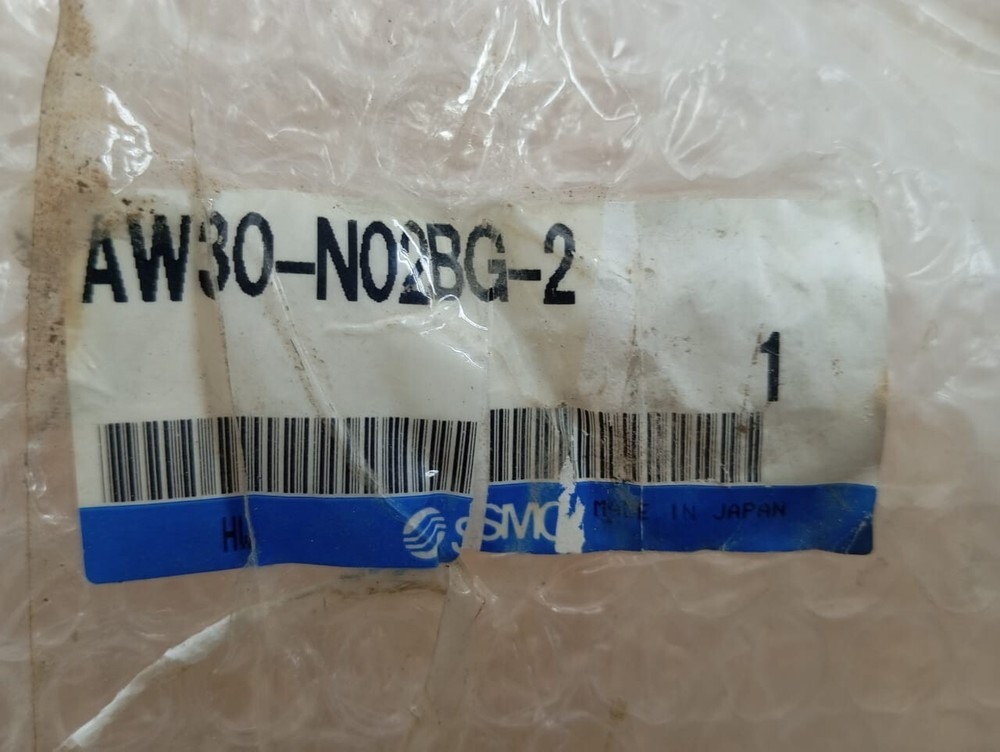 AW30-N02BG-2
1
SMC MADE IN JAPAN